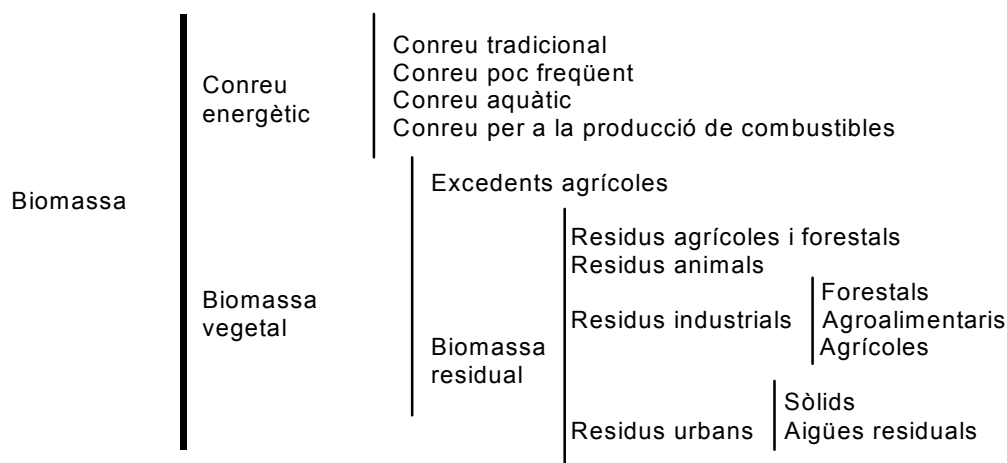 Biomassa
Conreu
energètic
Conreu tradicional
Conreu poc freqüent
Conreu aquàtic
Conreu per a la producció de combustibles
Biomassa
vegetal
Excedents agrícoles
Biomassa
residual
Residus agrícoles i forestals
Residus animals
Residus industrials
Forestals
Agroalimentaris
Agrícoles
Residus urbans
Sòlids
Aigües residuals